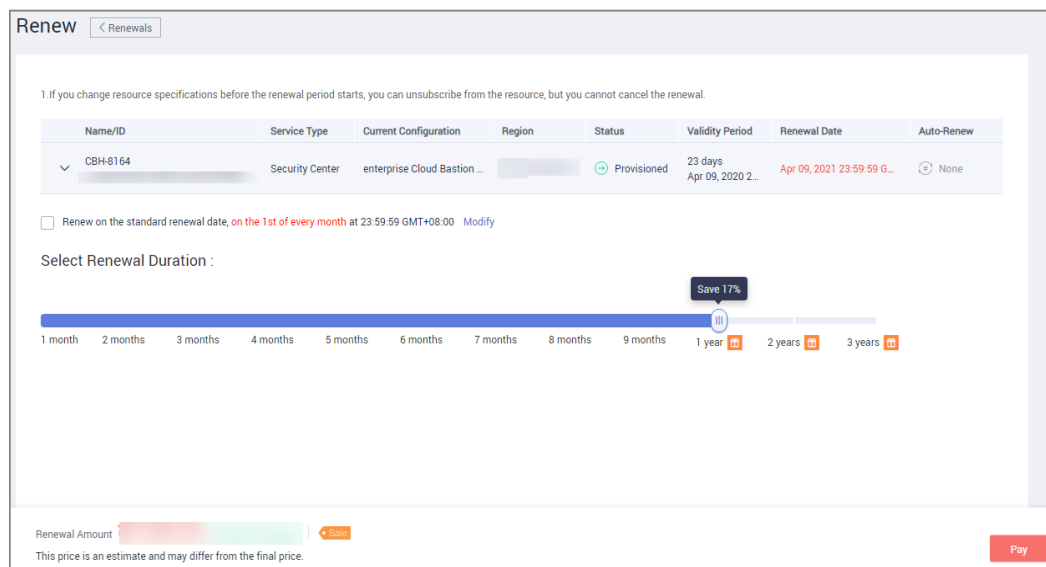 Renew < Renewals
1.If you change resource specifications before the renewal period starts, you can unsubscribe from the resource, but you cannot cancel the renewal.
Name/ID Service Type Current Configuration Region Status Validity Period Renewal Date Auto-Renew
CBH-8164
Security Center enterprise Cloud Bastion ... Provisioned 23 days Apr 09, 2021 23:59:59 G... None
Apr 09, 2020 2...
Renew on the standard renewal date, on the 1st of every month at 23:59:59 GMT+08:00 Modify
Select Renewal Duration :
Save 17%
1 month 2 months 3 months 4 months 5 months 6 months 7 months 8 months 9 months 1 year 2 years 3 years
Renewal Amount Sale
This price is an estimate and may differ from the final price.
Pay